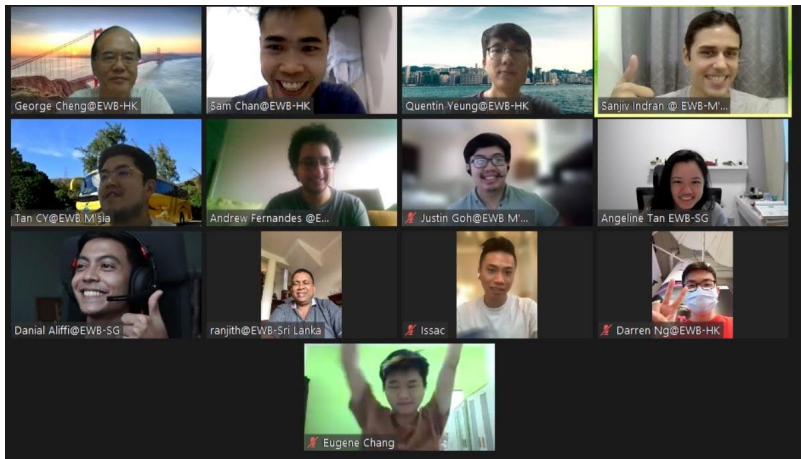 George Cheng@EWB-HK
Sam Chan@EWB-HK
Quentin Yeung@EWB-HK
Sanjiv Indran @ EWB-M'...
Tan CY@EWB M'sia
Andrew Fernandes @E...
Justin Goh@EWB M'...
Angeline Tan EWB-SG
Danial Aliffi@EWB-SG
ranjith@EWB-Sri Lanka
Issac
Darren Ng@EWB-HK
Eugene Chang